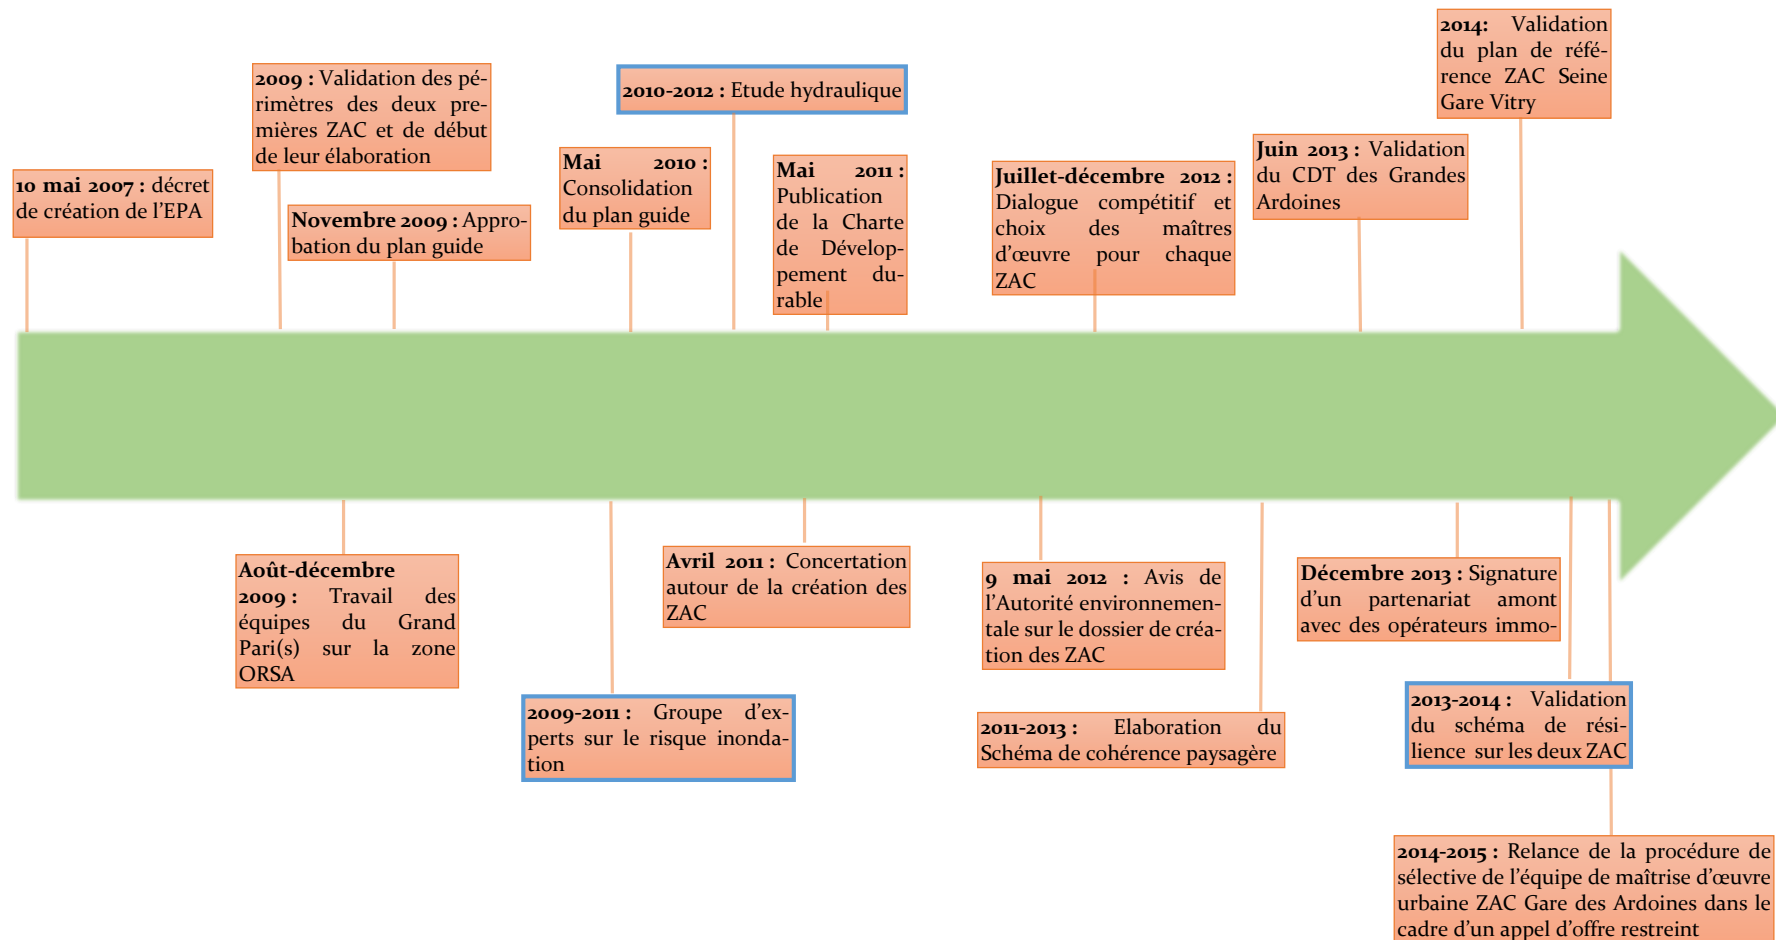 10 mai 2007 : décret
de création de l’EPA
2009 : Validation des pé-
rimètres des deux pre-
mières ZAC et de début
de leur élaboration
Novembre 2009 : Appro-
bation du plan guide
2010-2012 : Etude hydraulique
Mai 2010 :
Consolidation
du plan guide
Mai 2011 :
Publication
de la Charte
de Dévelop-
pement du-
rable
Juillet-décembre 2012 :
Dialogue compétitif et
choix des maîtres
d’œuvre pour chaque
ZAC
Juin 2013 : Validation
du CDT des Grandes
Ardoines
2014: Validation
du plan de réfé-
rence ZAC Seine
Gare Vitry
Août-décembre
2009 : Travail des
équipes du Grand
Pari(s) sur la zone
ORSA
2009-2011 : Groupe d’ex-
perts sur le risque inonda-
tion
Avril 2011 : Concertation
autour de la création des
ZAC
9 mai 2012 : Avis de
l’Autorité environnemen-
tale sur le dossier de créa-
tion des ZAC
2011-2013 : Elaboration du
Schéma de cohérence paysagère
Décembre 2013 : Signature
d’un partenariat amont
avec des opérateurs immo-
2013-2014 : Validation
du schéma de rési-
lience sur les deux ZAC
2014-2015 : Relance de la procédure de
sélective de l’équipe de maîtrise d’œuvre
urbaine ZAC Gare des Ardoines dans le
cadre d’un appel d’offre restreint